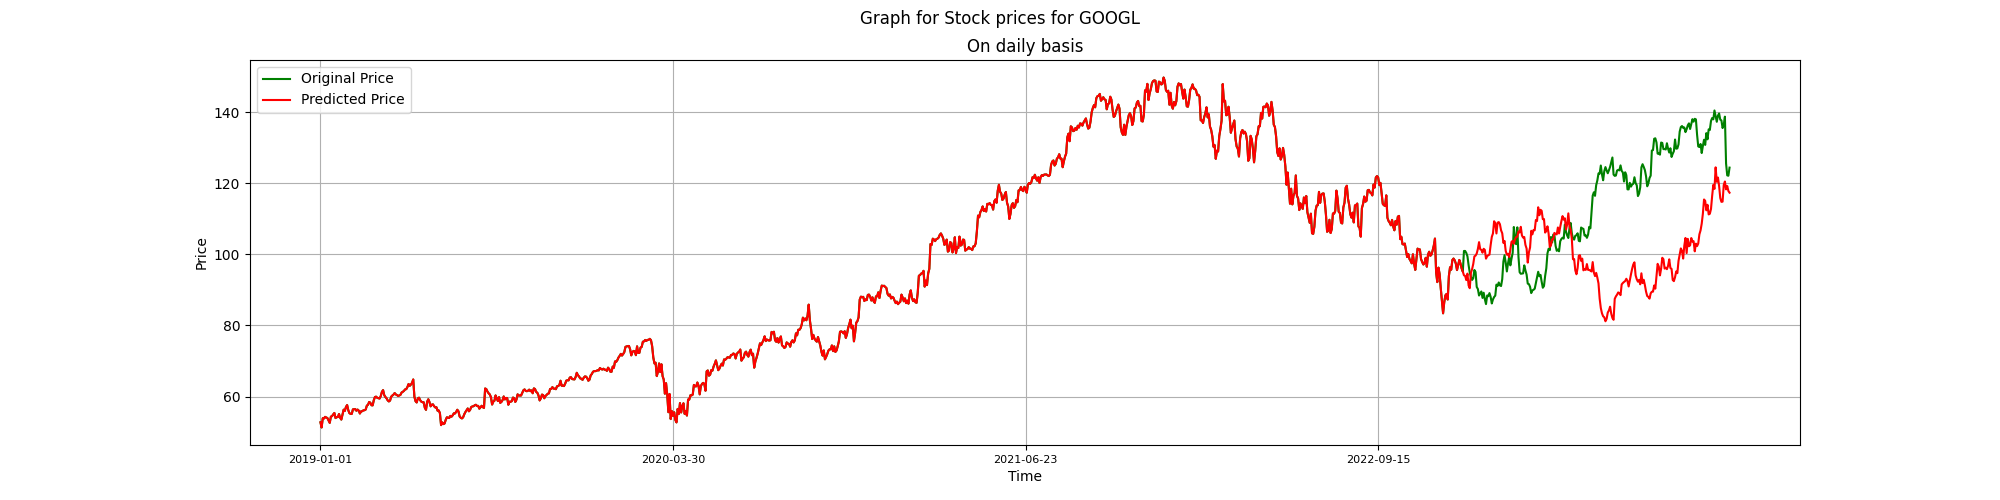 Graph for Stock prices for GOOGL
On daily basis
Original Price
Predicted Price
Price
140
120
100
80
60
2019-01-01
2020-03-30
2021-06-23
2022-09-15
Time